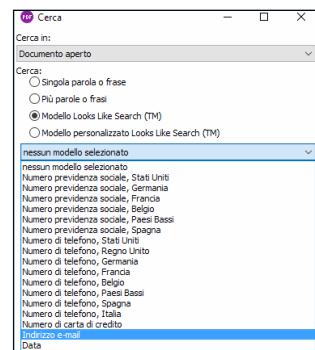 PDF Cerca
Cerca in:
Documento aperto
Cerca:
Singola parola o frase
Più parole o frasi
Modello Looks Like Search (TM)
Modello personalizzato Looks Like Search (TM)
nessun modello selezionato
nessun modello selezionato
Numero previdenza sociale, Stati Uniti
Numero previdenza sociale, Germania
Numero previdenza sociale, Francia
Numero previdenza sociale, Belgio
Numero previdenza sociale, Paesi Bassi
Numero previdenza sociale, Spagna
Numero di telefono, Stati Uniti
Numero di telefono, Regno Unito
Numero di telefono, Germania
Numero di telefono, Francia
Numero di telefono, Belgio
Numero di telefono, Paesi Bassi
Numero di telefono, Spagna
Numero di telefono, Italia
Numero di carta di credito
Indirizzo e-mail
Data